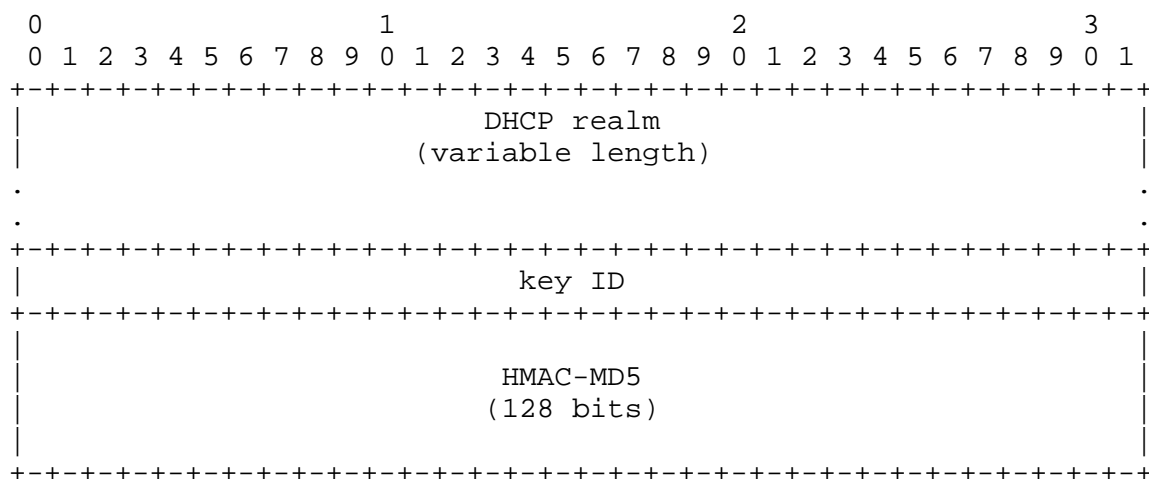 0                   1                   2                   3
 0 1 2 3 4 5 6 7 8 9 0 1 2 3 4 5 6 7 8 9 0 1 2 3 4 5 6 7 8 9 0 1
+-+-+-+-+-+-+-+-+-+-+-+-+-+-+-+-+-+-+-+-+-+-+-+-+-+-+-+-+-+-+-+-+
|                          DHCP realm                           |
|                      (variable length)                        |
.                                                               .
.                                                               .
+-+-+-+-+-+-+-+-+-+-+-+-+-+-+-+-+-+-+-+-+-+-+-+-+-+-+-+-+-+-+-+-+
|                            key ID                             |
+-+-+-+-+-+-+-+-+-+-+-+-+-+-+-+-+-+-+-+-+-+-+-+-+-+-+-+-+-+-+-+-+
|                                                               |
|                           HMAC-MD5                            |
|                          (128 bits)                           |
|                                                               |
+-+-+-+-+-+-+-+-+-+-+-+-+-+-+-+-+-+-+-+-+-+-+-+-+-+-+-+-+-+-+-+-+